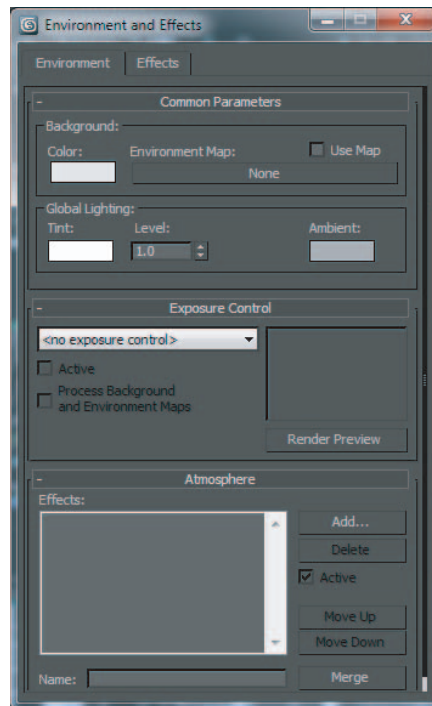 Environment and Effects
Environment Effects
- Common Parameters
Background:
Color: Environment Map: Use Map
None
Global Lighting:
Tint: Level: Ambient:
1.0
- Exposure Control
<no exposure control>
Active
Process Background
and Environment Maps
Render Preview
- Atmosphere
Effects:
Add...
Delete
Active
Move Up
Move Down
Name: Merge